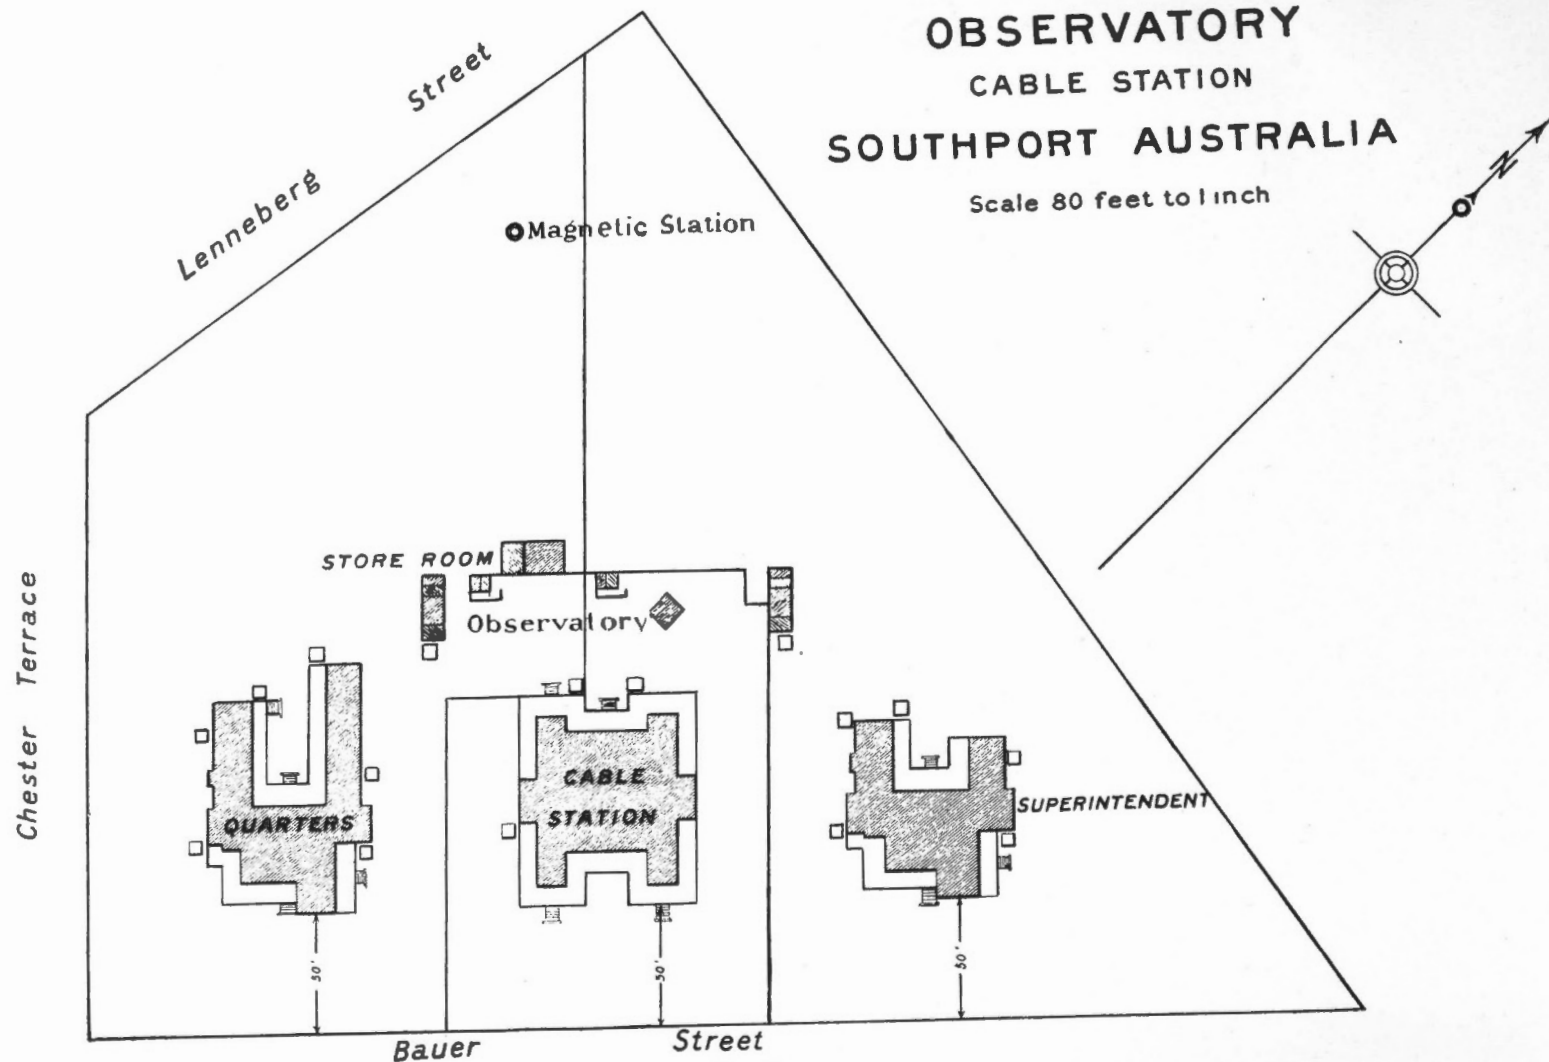 OBSERVATORY
CABLE STATION
SOUTHPORT AUSTRALIA
Scale 80 feet to 1 inch
N
Lenneberg Street
Magnetic Station
STORE ROOM
Observatory
Chester Terrace
QUARTERS
CABLE
STATION
SUPERINTENDENT
50'
50'
50'
Bauer Street